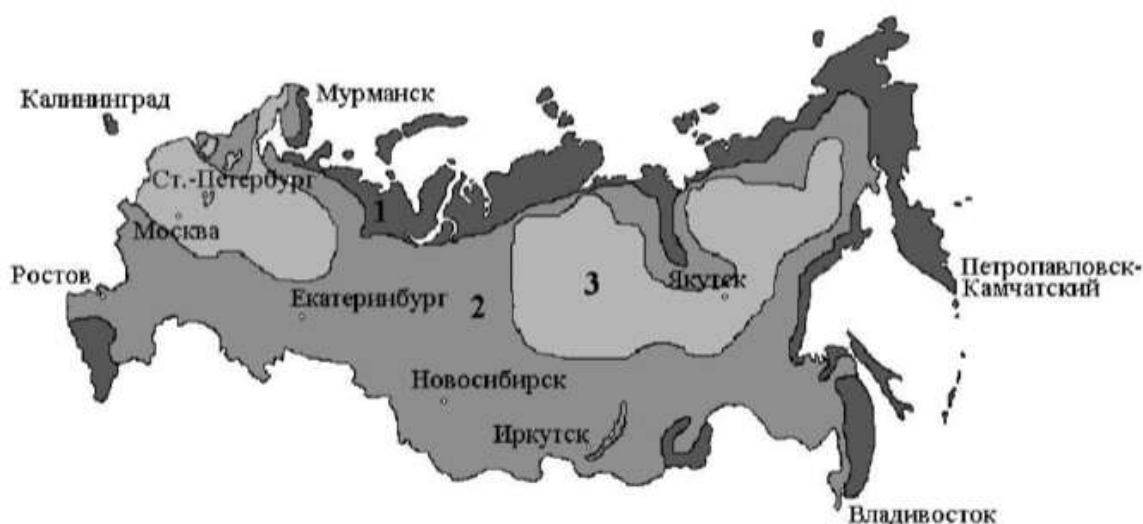 Калининград
Мурманск
Ст.-Петербург
1
Москва
Ростов
Екатеринбург
2
3
Якутск
Петропавловск-
Камчатский
Новосибирск
Иркутск
Владивосток